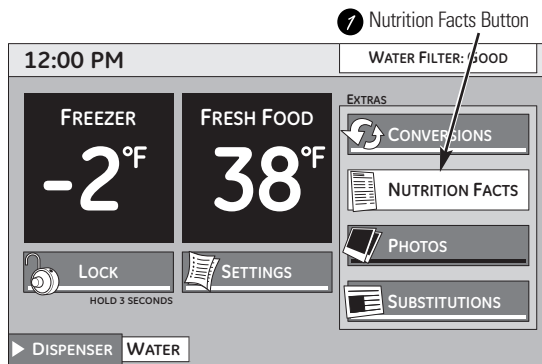 1 Nutrition Facts Button
12:00 PM
WATER FILTER: GOOD
EXTRAS
FREEZER
-2°F
FRESH FOOD
38°F
CONVERSIONS
NUTRITION FACTS
PHOTOS
SUBSTITUTIONS
LOCK
HOLD 3 SECONDS
SETTINGS
DISPENSER WATER